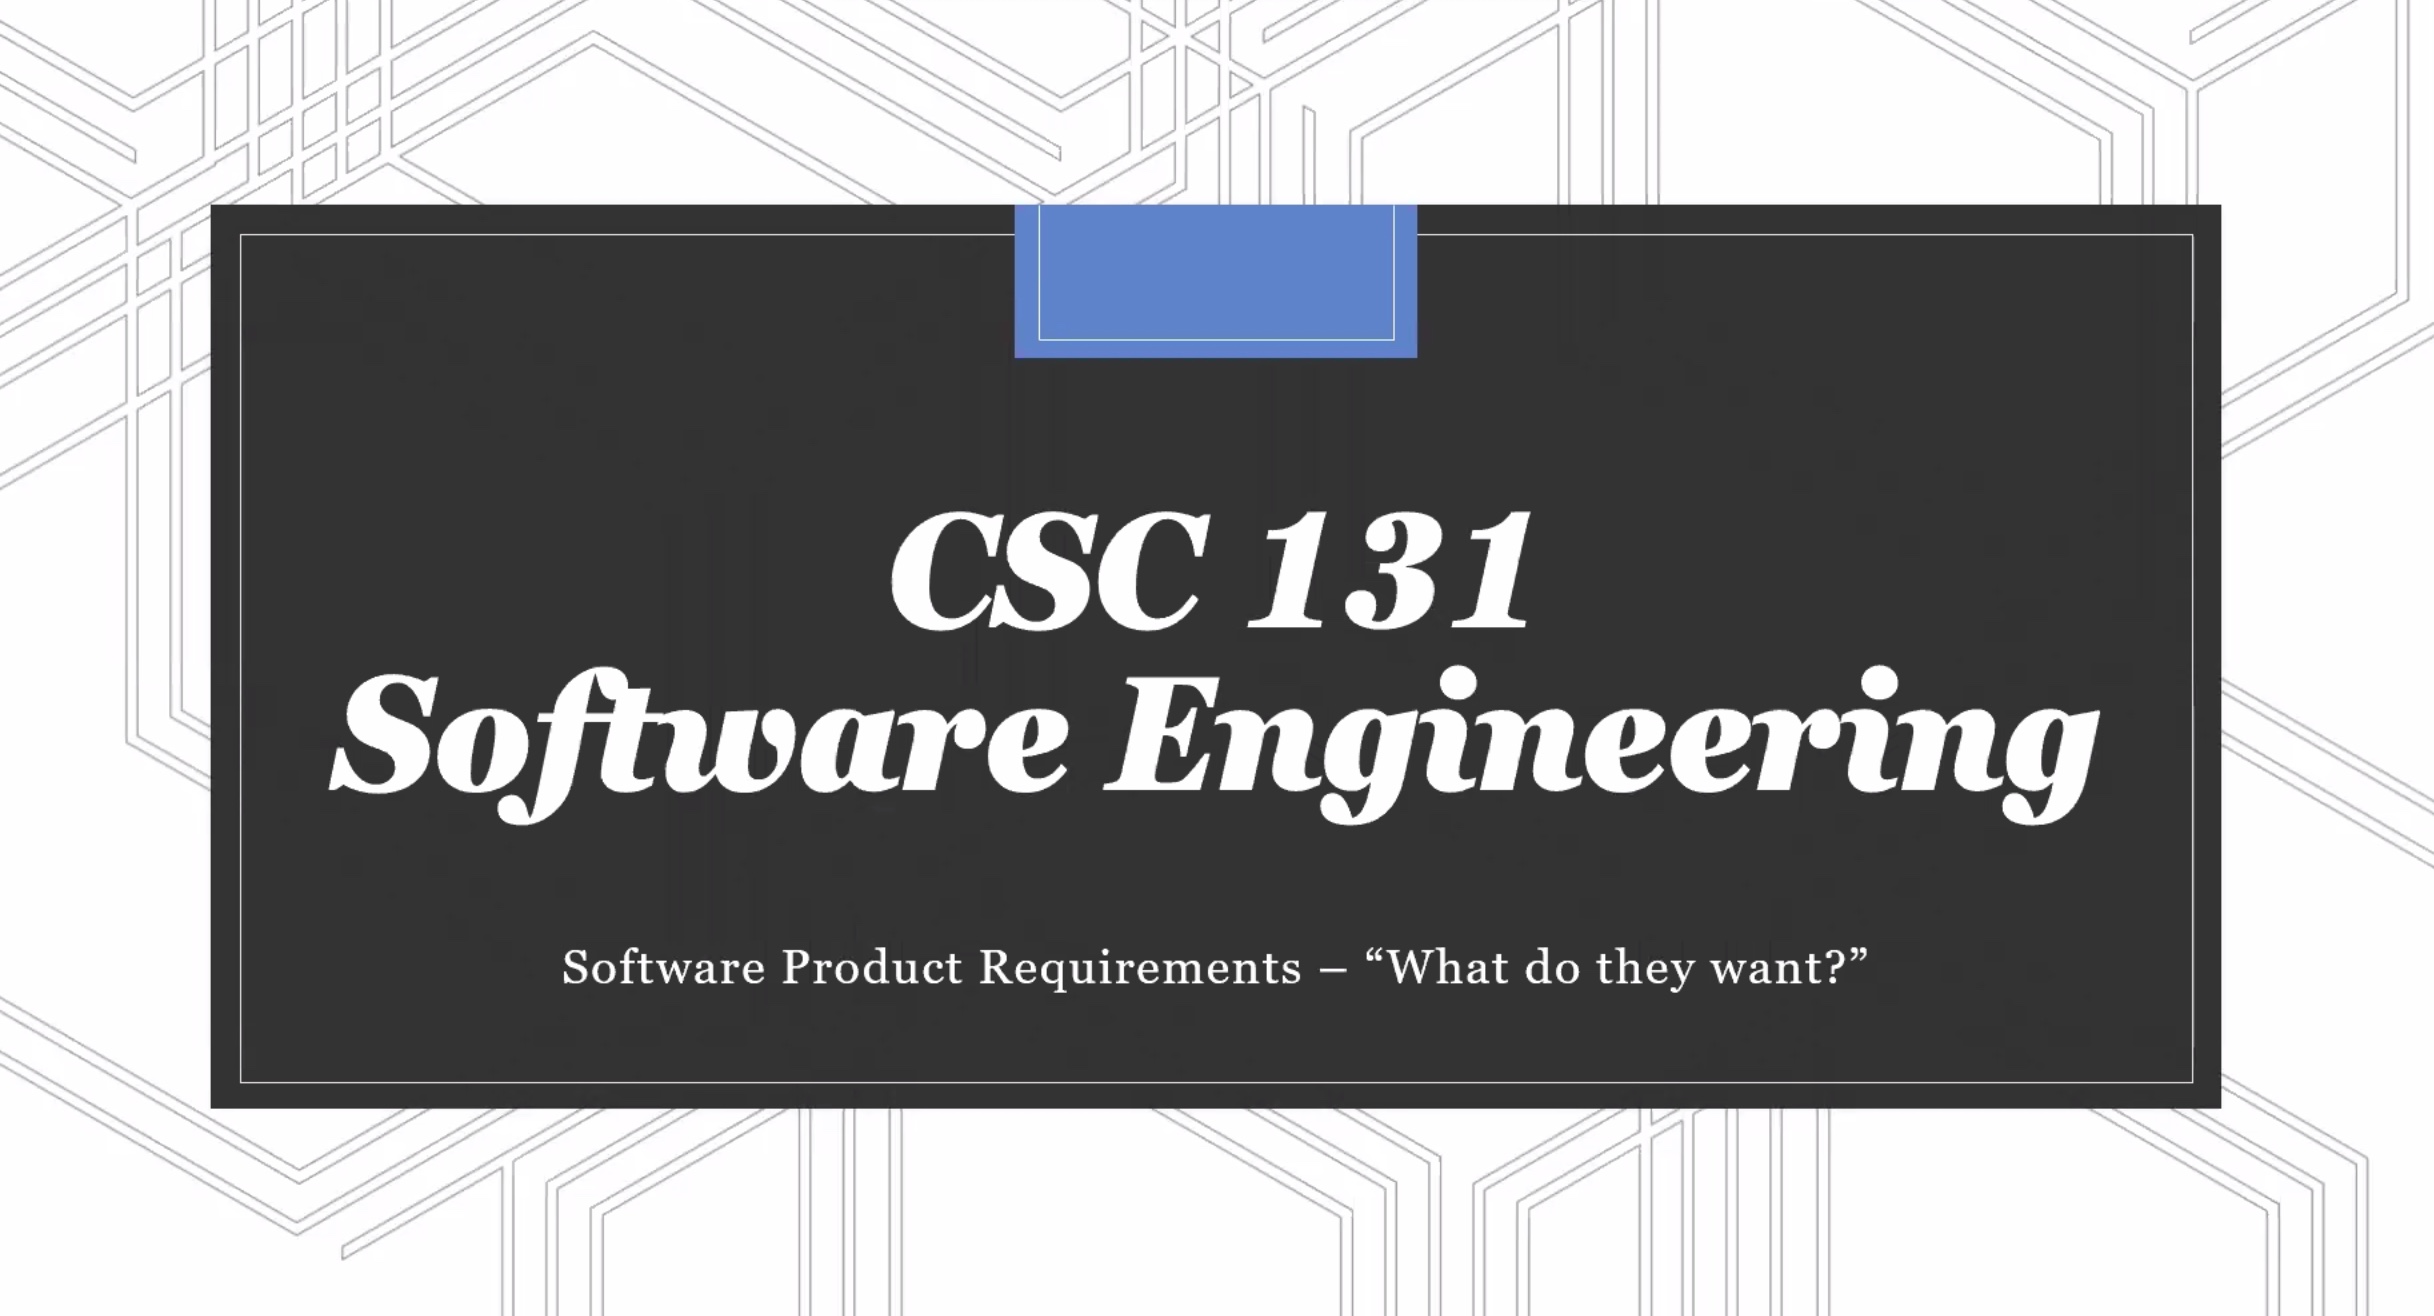 CSC 131
Software Engineering
Software Product Requirements – “What do they want?”